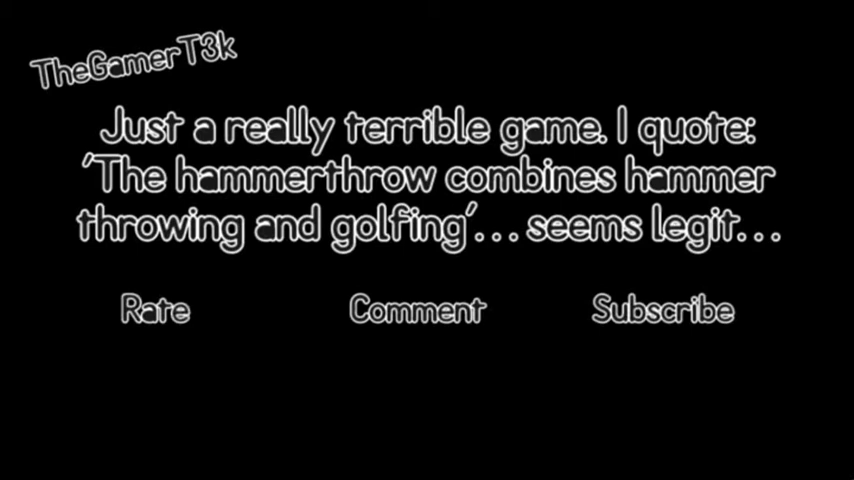 TheGamerT3k
Just a really terrible game. I quote:
'The hammerthrow combines hammer
throwing and golfing'... seems legit...
Rate Comment Subscribe